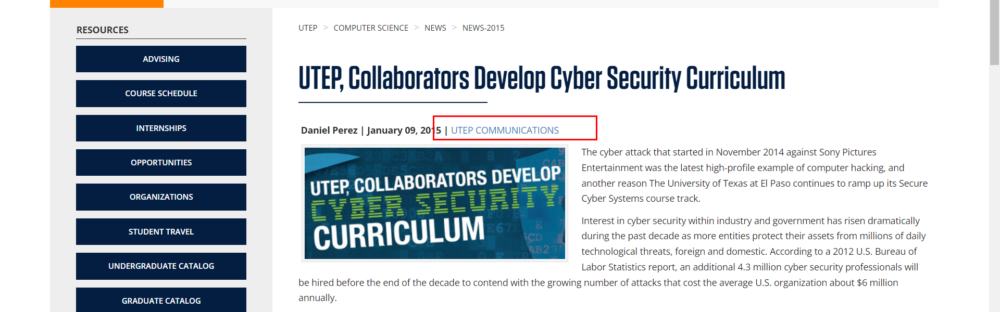 RESOURCES
ADVISING
COURSE SCHEDULE
INTERNSHIPS
OPPORTUNITIES
ORGANIZATIONS
STUDENT TRAVEL
UNDERGRADUATE CATALOG
GRADUATE CATALOG
UTEP > COMPUTER SCIENCE > NEWS > NEWS-2015
UTEP, Collaborators Develop Cyber Security Curriculum
Daniel Perez | January 09, 2015 | UTEP COMMUNICATIONS
UTEP, COLLABORATORS DEVELOP
CYBER SECURITY
CURRICULUM
The cyber attack that started in November 2014 against Sony Pictures
Entertainment was the latest high-profile example of computer hacking, and
another reason The University of Texas at El Paso continues to ramp up its Secure
Cyber Systems course track.
Interest in cyber security within industry and government has risen dramatically
during the past decade as more entities protect their assets from millions of daily
technological threats, foreign and domestic. According to a 2012 U.S. Bureau of
Labor Statistics report, an additional 4.3 million cyber security professionals will
be hired before the end of the decade to contend with the growing number of attacks that cost the average U.S. organization about $6 million
annually.